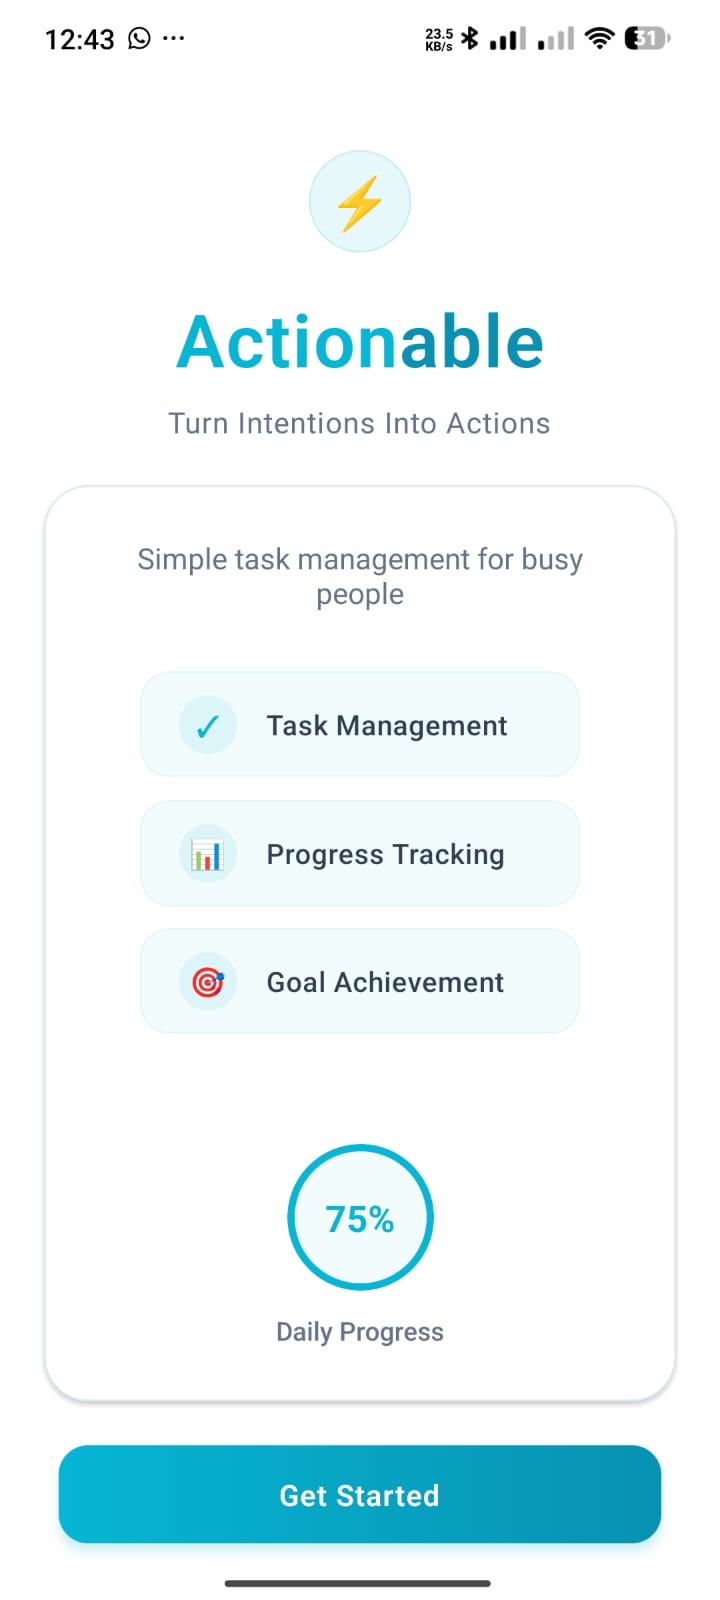 12:43
23.5
KB/s
31
Actionable
Turn Intentions Into Actions
Simple task management for busy
people
✓ Task Management
Progress Tracking
Goal Achievement
75%
Daily Progress
Get Started